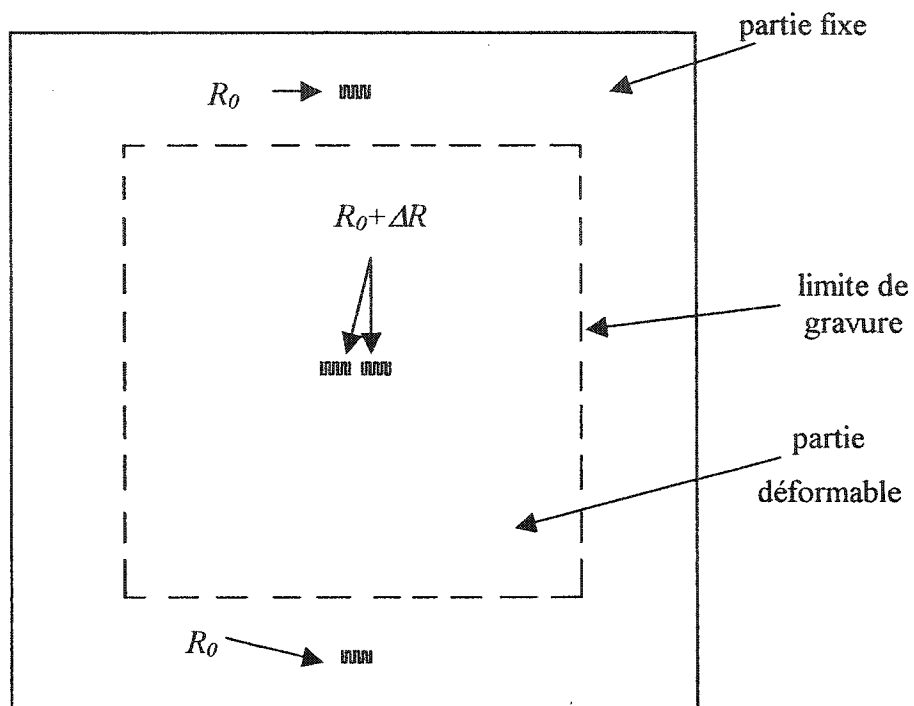 partie fixe
R₀
R₀+ΔR
limite de
gravure
partie
déformable
R₀